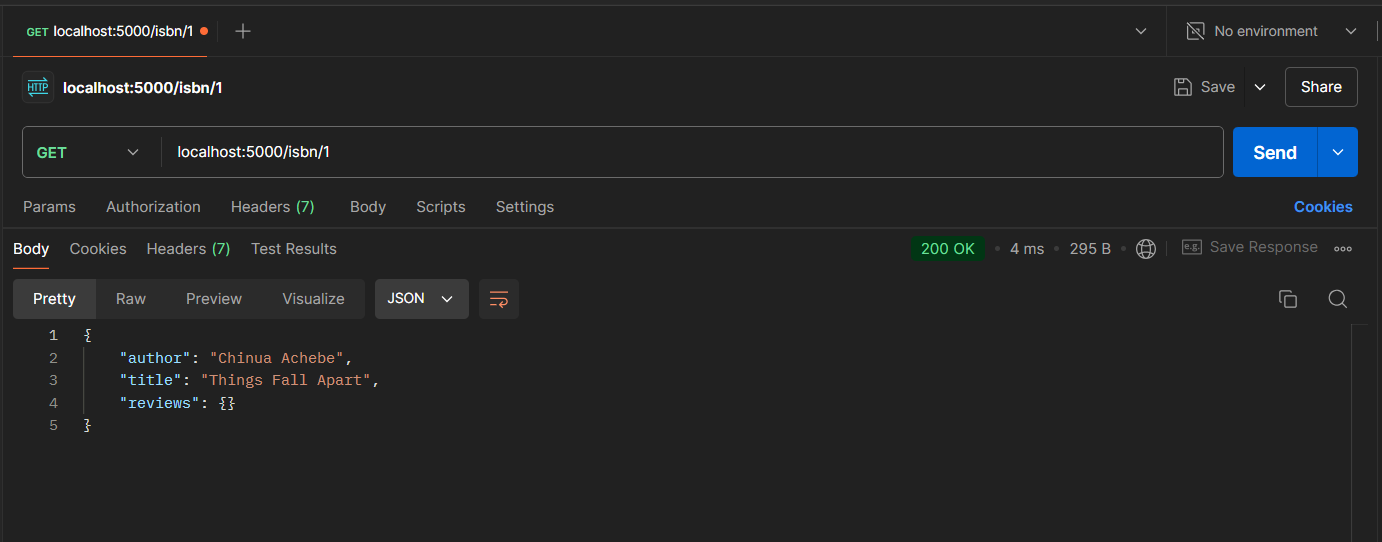 GET localhost:5000/isbn/1
No environment
HTTP localhost:5000/isbn/1
Save
Share
GET
localhost:5000/isbn/1
Send
Params Authorization Headers (7) Body Scripts Settings Cookies
Body Cookies Headers (7) Test Results 200 OK 4 ms 295 B e.g. Save Response
Pretty Raw Preview Visualize JSON
1 {
2 "author": "Chinua Achebe",
3 "title": "Things Fall Apart",
4 "reviews": {}
5 }